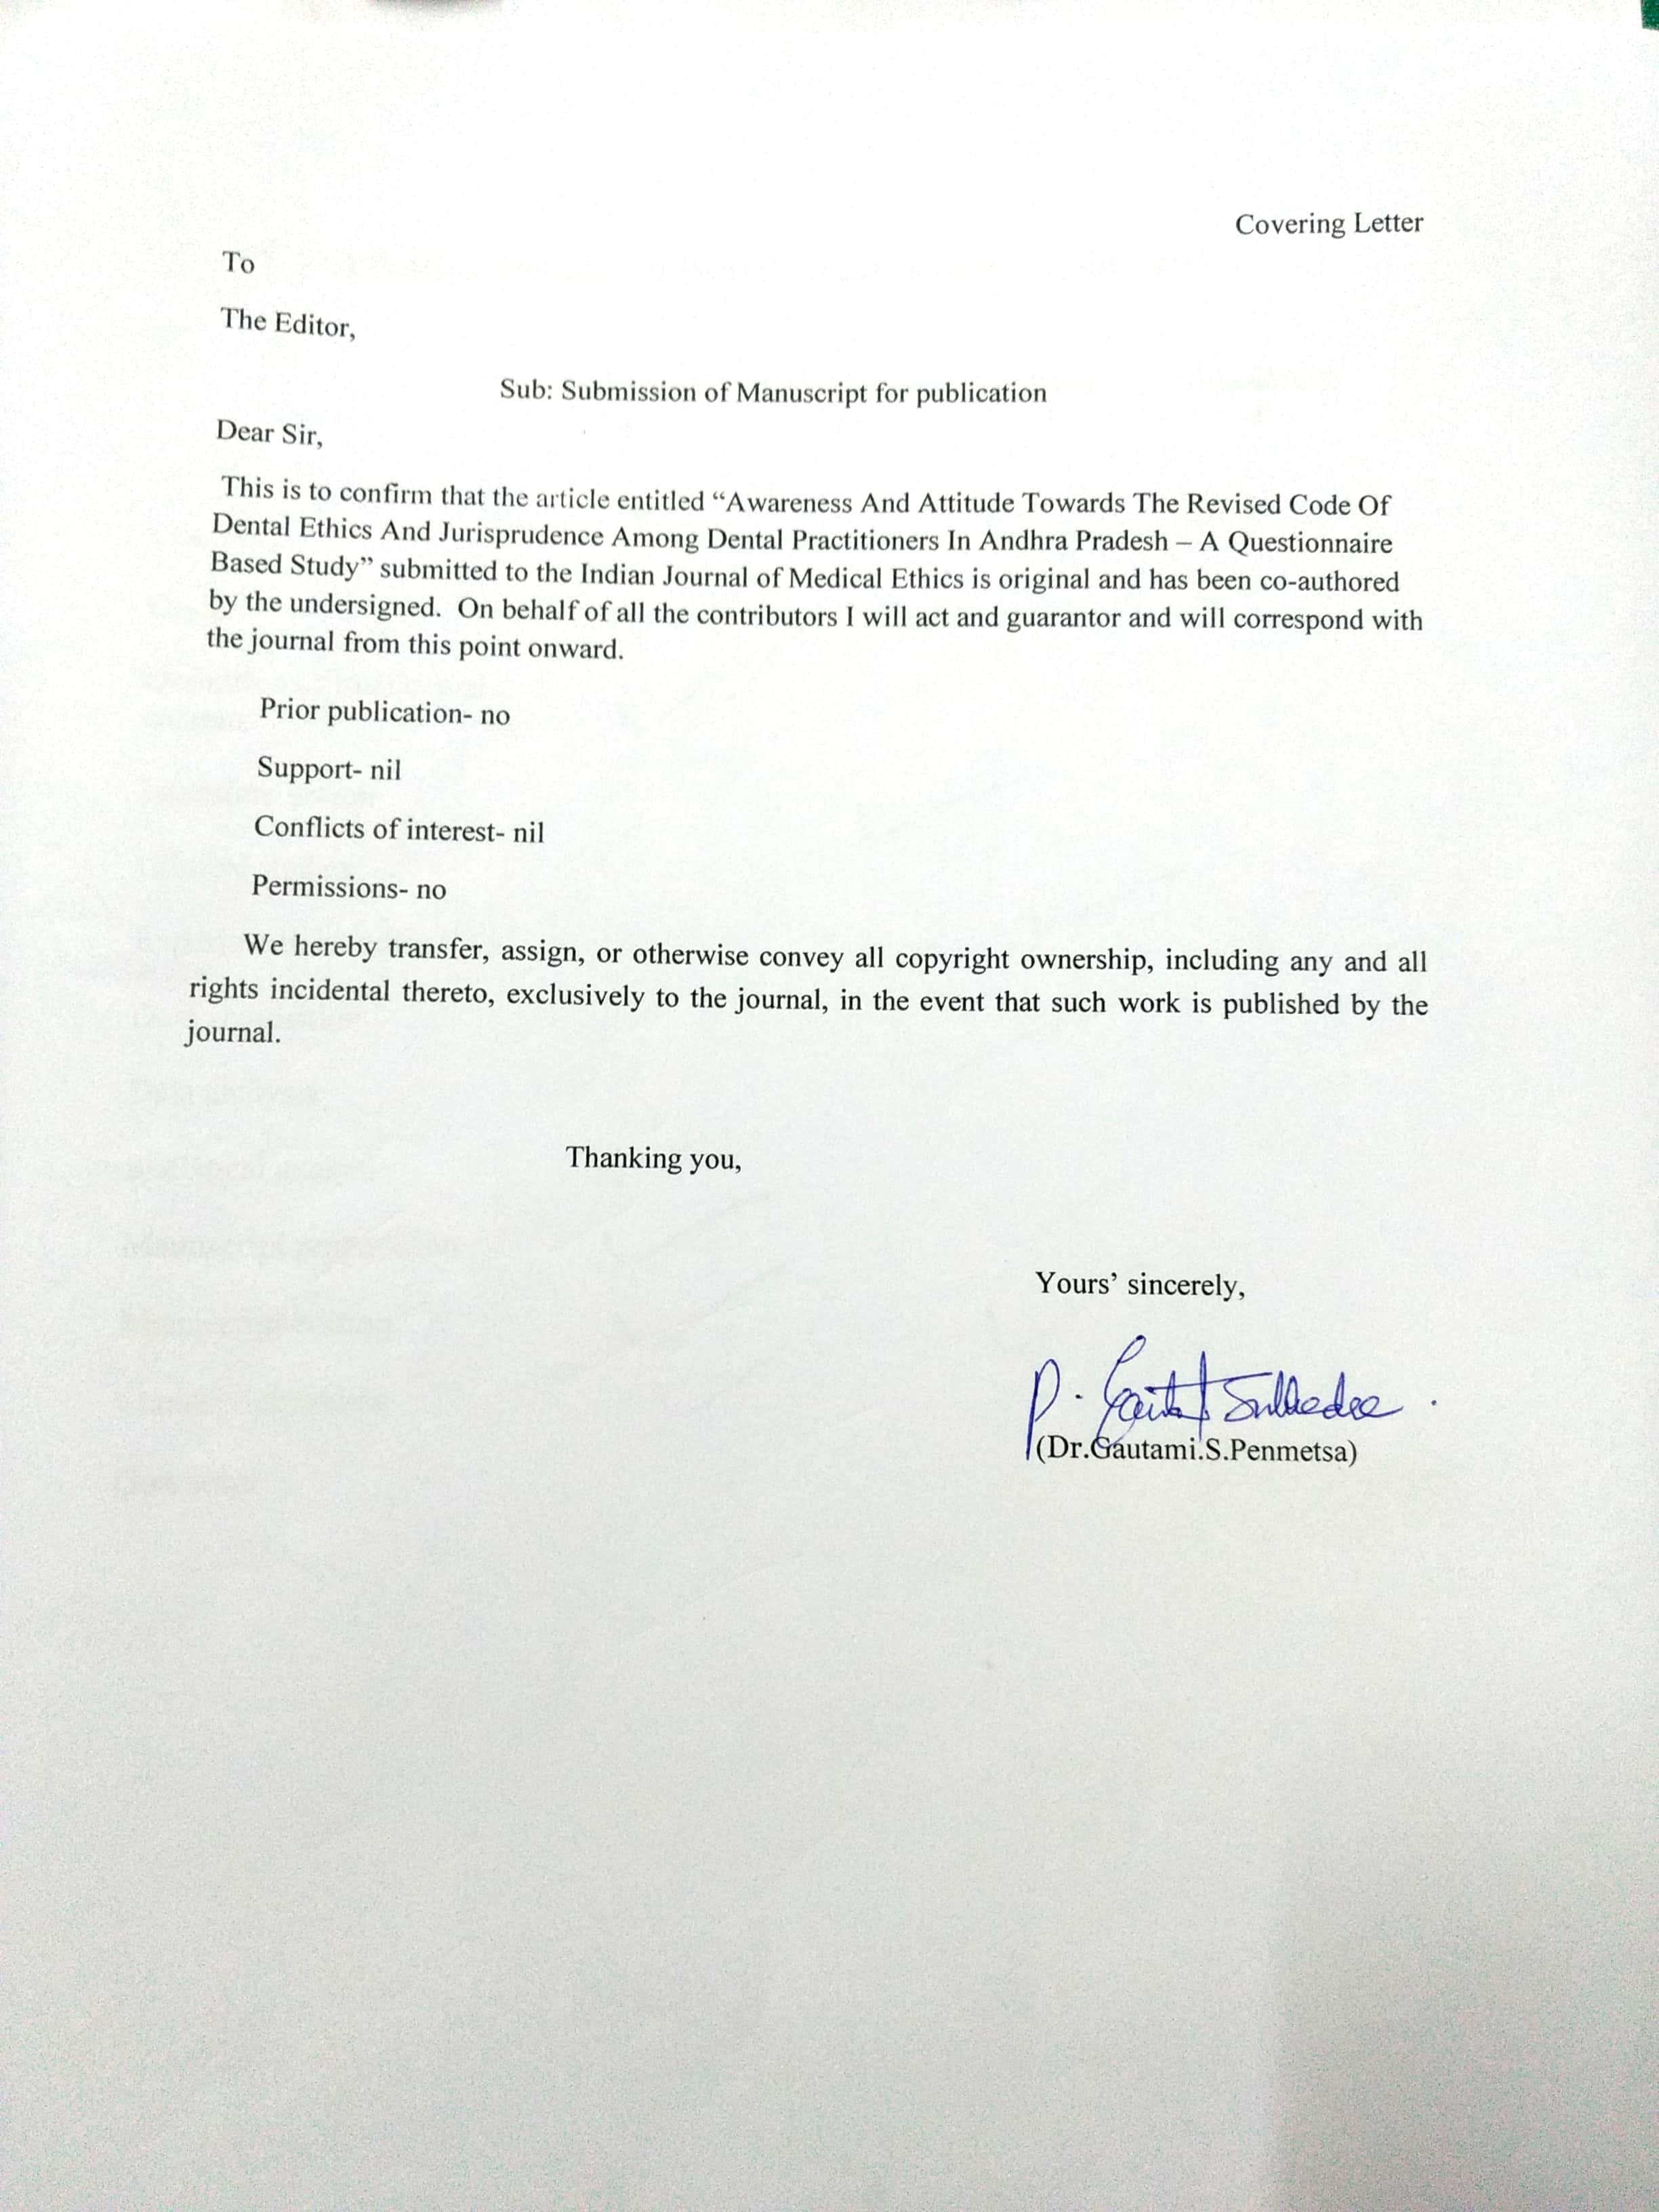 Covering Letter
To
The Editor,
Sub: Submission of Manuscript for publication
Dear Sir,
This is to confirm that the article entitled “Awareness And Attitude Towards The Revised Code Of
Dental Ethics And Jurisprudence Among Dental Practitioners In Andhra Pradesh – A Questionnaire
Based Study” submitted to the Indian Journal of Medical Ethics is original and has been co-authored
by the undersigned. On behalf of all the contributors I will act and guarantor and will correspond with
the journal from this point onward.
Prior publication- no
Support- nil
Conflicts of interest- nil
Permissions- no
We hereby transfer, assign, or otherwise convey all copyright ownership, including any and all
rights incidental thereto, exclusively to the journal, in the event that such work is published by the
journal.
Thanking you,
Yours’ sincerely,
P.
(Dr.Gautami.S.Penmetsa)